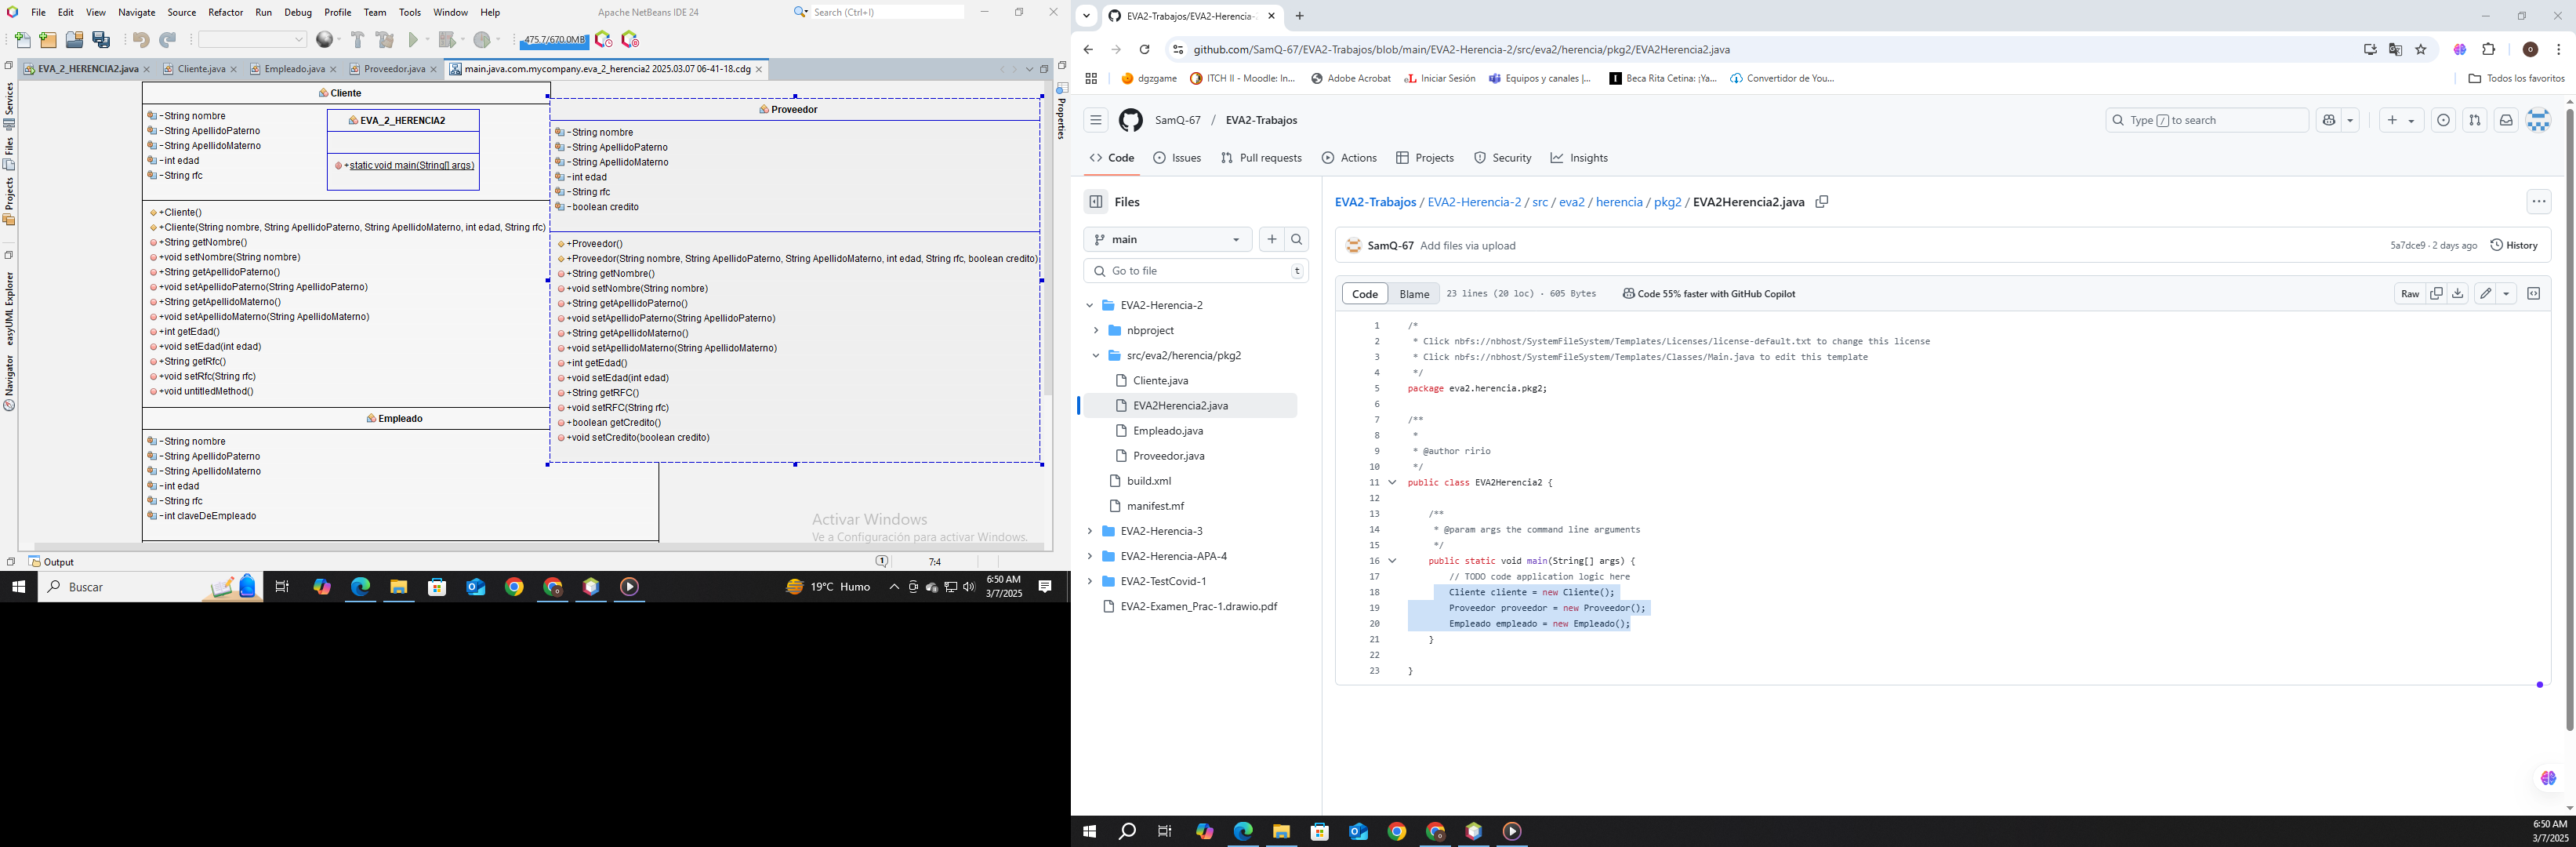 File Edit View Navigate Source Refactor Run Debug Profile Team Tools Window Help Apache NetBeans IDE 24 Search (Ctrl+I)
475.7/670.0MB
EVA_2_HERENCIA2.java Cliente.java Empleado.java Proveedor.java main.java.com.mycompany.eva_2_herencia2 2025.03.07 06-41-18.cdg
Services
Files
Projects
easyUML Explorer
Navigator
Properties
Cliente
-String nombre
-String ApellidoPaterno
-String ApellidoMaterno
-int edad
-String rfc
EVA_2_HERENCIA2
+static void main(String[] args)
+Cliente()
+Cliente(String nombre, String ApellidoPaterno, String ApellidoMaterno, int edad, String rfc)
+String getNombre()
+void setNombre(String nombre)
+String getApellidoPaterno()
+void setApellidoPaterno(String ApellidoPaterno)
+String getApellidoMaterno()
+void setApellidoMaterno(String ApellidoMaterno)
+int getEdad()
+void setEdad(int edad)
+String getRfc()
+void setRfc(String rfc)
+void untitledMethod()
Empleado
-String nombre
-String ApellidoPaterno
-String ApellidoMaterno
-int edad
-String rfc
-int claveDeEmpleado
Proveedor
-String nombre
-String ApellidoPaterno
-String ApellidoMaterno
-int edad
-String rfc
-boolean credito
+Proveedor()
+Proveedor(String nombre, String ApellidoPaterno, String ApellidoMaterno, int edad, String rfc, boolean credito)
+String getNombre()
+void setNombre(String nombre)
+String getApellidoPaterno()
+void setApellidoPaterno(String ApellidoPaterno)
+String getApellidoMaterno()
+void setApellidoMaterno(String ApellidoMaterno)
+int getEdad()
+void setEdad(int edad)
+String getRFC()
+void setRFC(String rfc)
+boolean getCredito()
+void setCredito(boolean credito)
Activar Windows
Ve a Configuración para activar Windows.
Output 1 7:4
Buscar 19°C Humo 6:50 AM
3/7/2025
EVA2-Trabajos/EVA2-Herencia-
github.com/SamQ-67/EVA2-Trabajos/blob/main/EVA2-Herencia-2/src/eva2/herencia/pkg2/EVA2Herencia2.java
dgzgame ITCH II - Moodle: In... Adobe Acrobat Iniciar Sesión Equipos y canales |... Beca Rita Cetina: ¡Ya... Convertidor de You... Todos los favoritos
SamQ-67 / EVA2-Trabajos Type / to search
Code Issues Pull requests Actions Projects Security Insights
Files
main
Go to file t
EVA2-Herencia-2
nbproject
src/eva2/herencia/pkg2
Cliente.java
EVA2Herencia2.java
Empleado.java
Proveedor.java
build.xml
manifest.mf
EVA2-Herencia-3
EVA2-Herencia-APA-4
EVA2-TestCovid-1
EVA2-Examen_Prac-1.drawio.pdf
EVA2-Trabajos / EVA2-Herencia-2 / src / eva2 / herencia / pkg2 / EVA2Herencia2.java
SamQ-67 Add files via upload 5a7dce9 · 2 days ago History
Code Blame 23 lines (20 loc) · 605 Bytes Code 55% faster with GitHub Copilot Raw
1 /*
2 * Click nbfs://nbhost/SystemFileSystem/Templates/Licenses/license-default.txt to change this license
3 * Click nbfs://nbhost/SystemFileSystem/Templates/Classes/Main.java to edit this template
4 */
5 package eva2.herencia.pkg2;
6
7 /**
8 *
9 * @author ririo
10 */
11 public class EVA2Herencia2 {
12
13 /**
14 * @param args the command line arguments
15 */
16 public static void main(String[] args) {
17 // TODO code application logic here
18 Cliente cliente = new Cliente();
19 Proveedor proveedor = new Proveedor();
20 Empleado empleado = new Empleado();
21 }
22
23 }
6:50 AM
3/7/2025